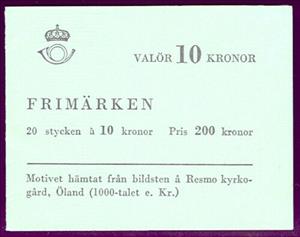 VALÖR 10 KRONOR
FRIMÄRKEN
20 stycken à 10 kronor Pris 200 kronor
Motivet hämtat från bildsten å Resmo kyrko-
gård, Öland (1000-talet e. Kr.)